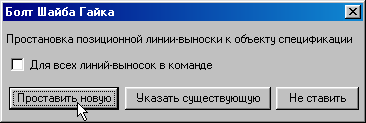 Болт Шайба Гайка
Простановка позиционной линии-выноски к объекту спецификации
Для всех линий-выносок в команде
Проставить новую Указать существующую Не ставить